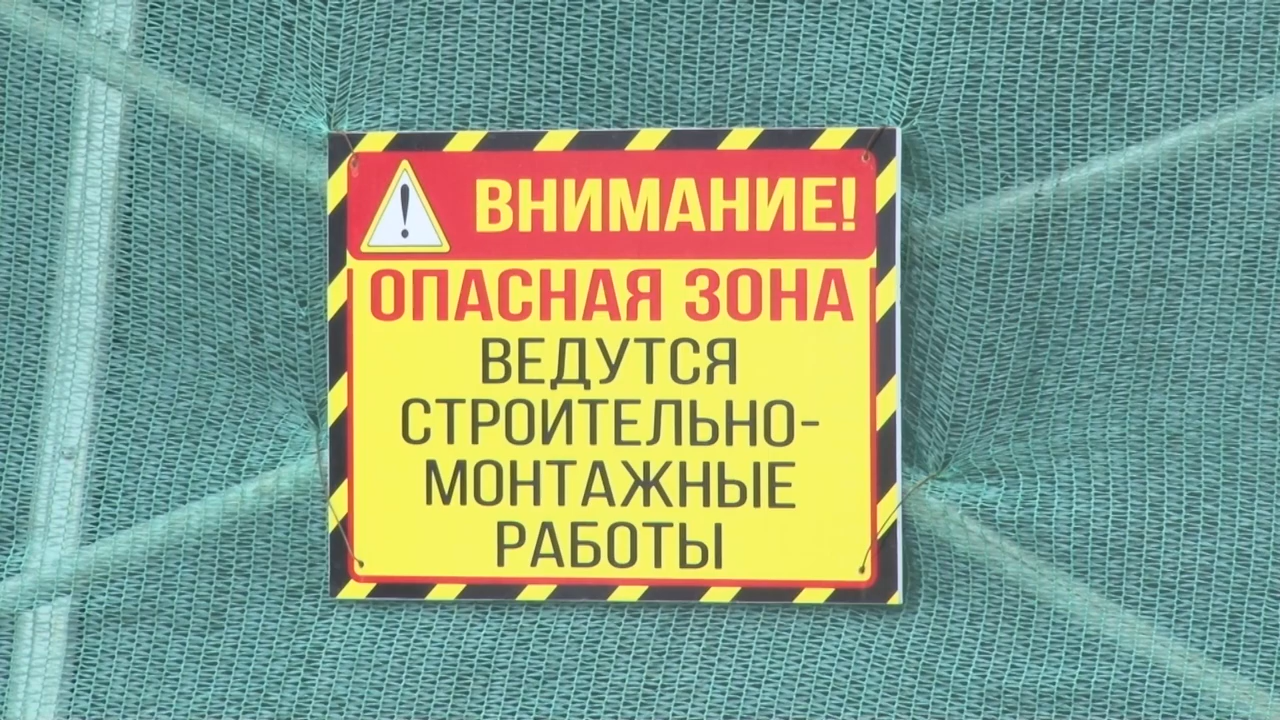 ВНИМАНИЕ!
ОПАСНАЯ ЗОНА
ВЕДУТСЯ
СТРОИТЕЛЬНО-
МОНТАЖНЫЕ
РАБОТЫ